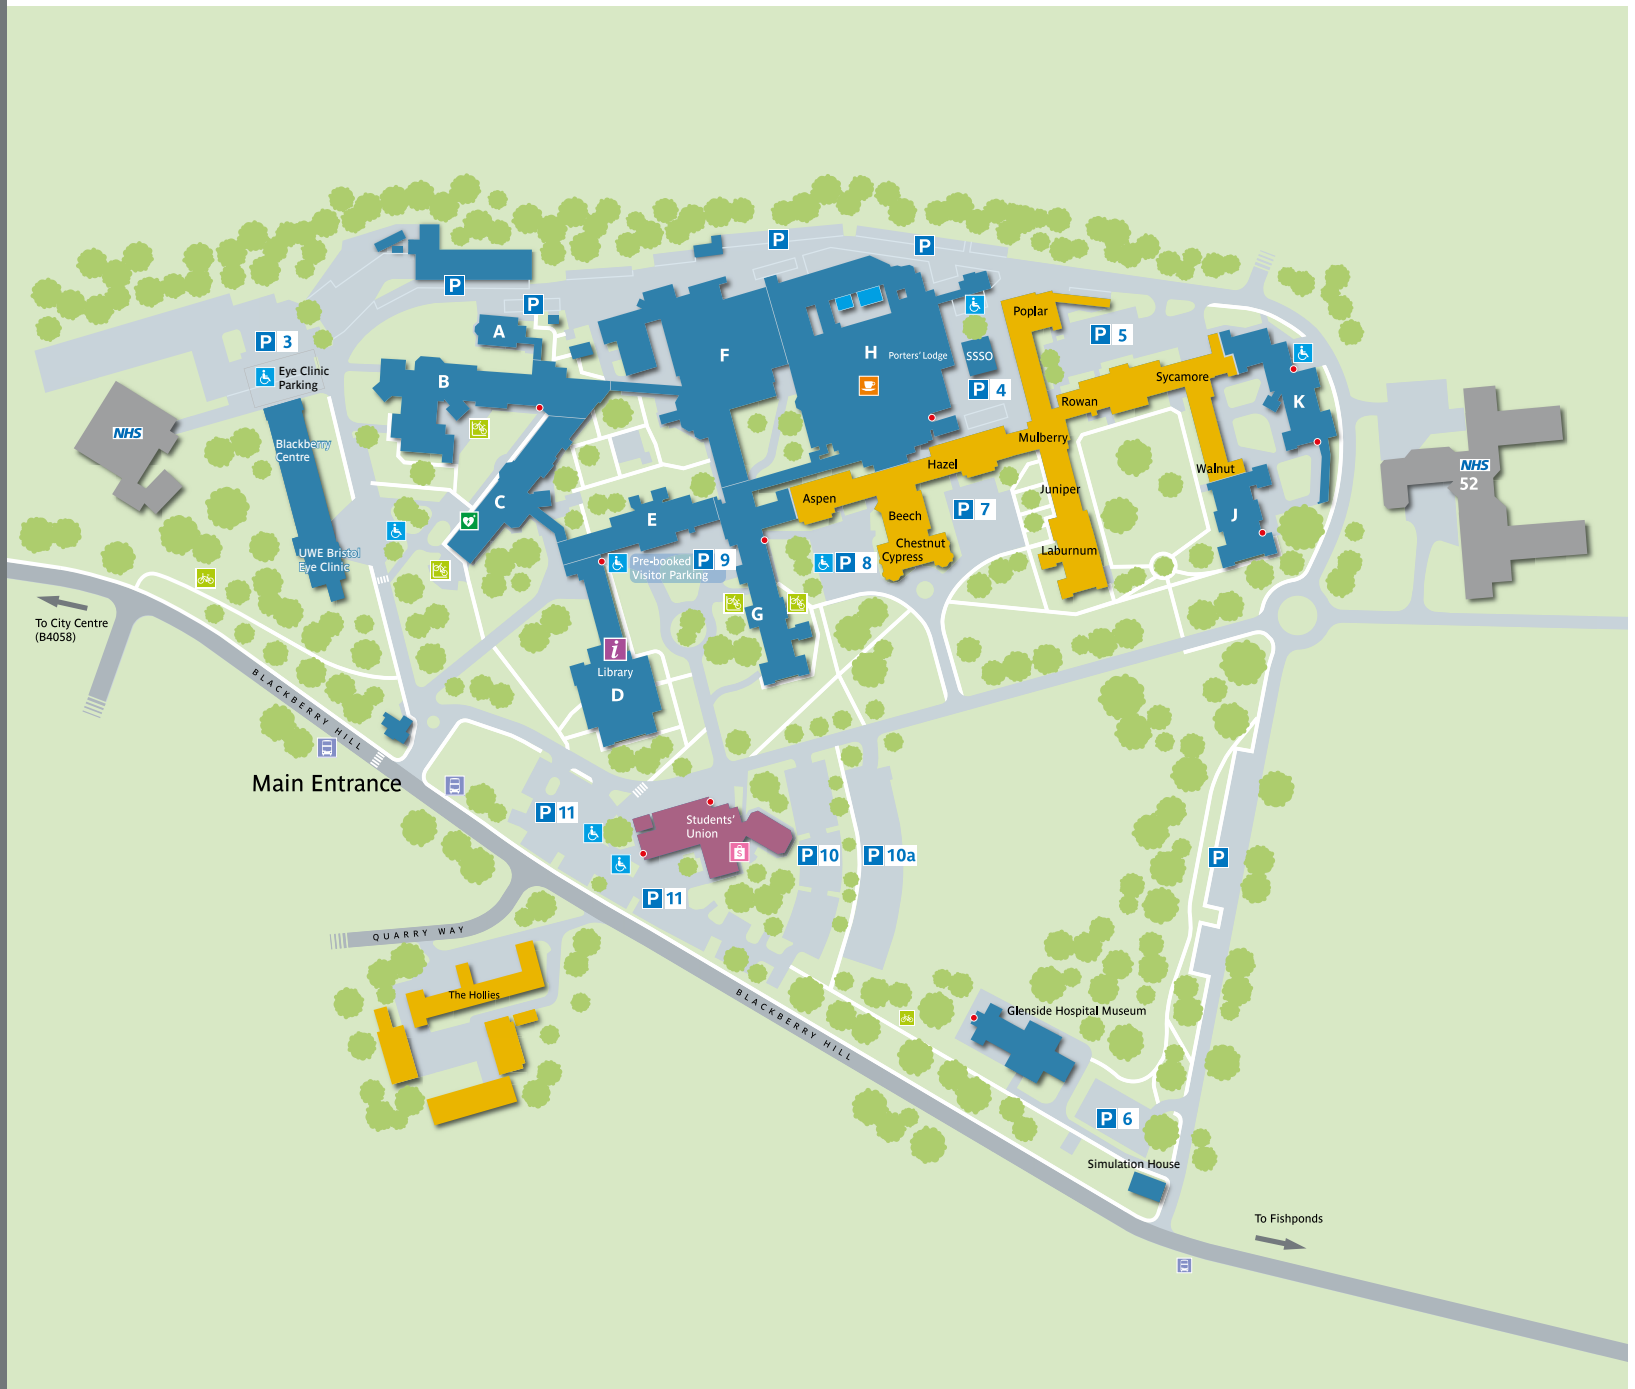 P
P
P
P
A
P 3
Eye Clinic
Parking
B
F
H
Porters' Lodge
SSSO
P 4
Poplar
P 5
Sycamore
Rowan
K
NHS
Blackberry
Centre
Mulberry
Hazel
Walnut
NHS
52
C
E
Aspen
Beech
P 7
Juniper
J
UWE Bristol
Eye Clinic
Pre-booked
Visitor Parking
P 9
P 8
Chestnut
Cypress
Laburnum
To City Centre
(B4058)
G
i
Library
D
BLACKBERRY HILL
Main Entrance
P 11
Students'
Union
S
P 10
P 10a
P
P 11
QUARRY WAY
The Hollies
BLACKBERRY HILL
Glenside Hospital Museum
P 6
Simulation House
To Fishponds